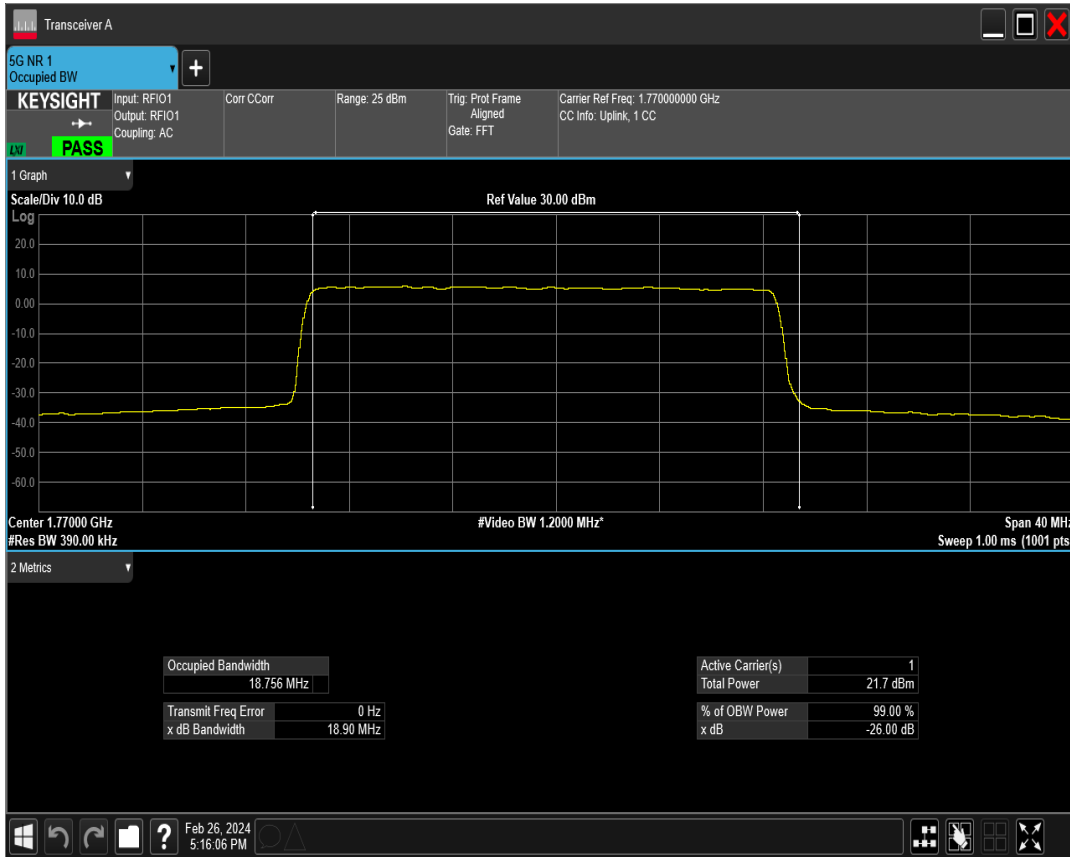 Transceiver A
5G NR 1
Occupied BW
KEYSIGHT
LXI
PASS
Input: RFIO1
Output: RFIO1
Coupling: AC
Corr CCorr
Range: 25 dBm
Trig: Prot Frame
Aligned
Gate: FFT
Carrier Ref Freq: 1.770000000 GHz
CC Info: Uplink, 1 CC
1 Graph
Scale/Div 10.0 dB
Ref Value 30.00 dBm
Log
20.0
10.0
0.00
-10.0
-20.0
-30.0
-40.0
-50.0
-60.0
Center 1.77000 GHz
#Video BW 1.2000 MHz*
Span 40 MHz
#Res BW 390.00 kHz
Sweep 1.00 ms (1001 pts
2 Metrics
Occupied Bandwidth
18.756 MHz
Transmit Freq Error 0 Hz
x dB Bandwidth 18.90 MHz
Active Carrier(s) 1
Total Power 21.7 dBm
% of OBW Power 99.00 %
x dB -26.00 dB
?
Feb 26, 2024
5:16:06 PM